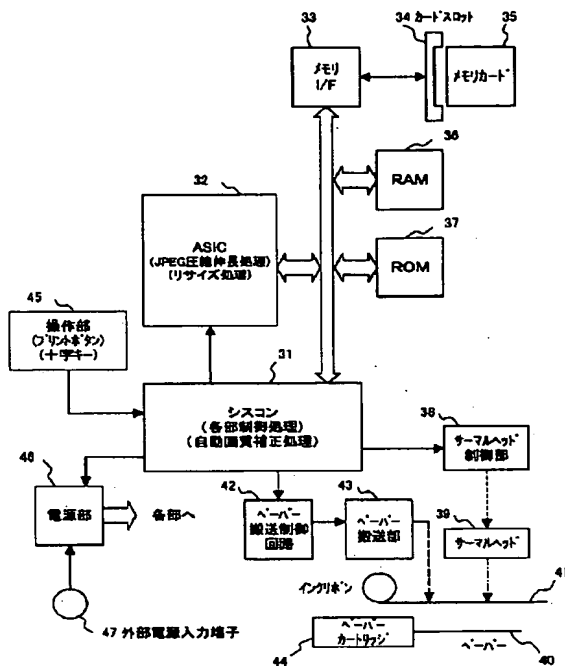 33
34 カードスロット
35
メモリ
I/F
メモリカード
36
RAM
32
37
ASIC
(JPEG圧縮伸長処理)
(リサイズ処理)
ROM
45
操作部
(プリントボタン)
(十字キー)
31
シスコン
(各部制御処理)
(自動画質補正処理)
38
サーマルヘッド
制御部
46
電源部
各部へ
42
ペーパー
搬送制御
回路
43
ペーパー
搬送部
39
サーマルヘッド
インクリボン
41
47 外部電源入力端子
44
ペーパー
カートリッジ
ペーパー
40